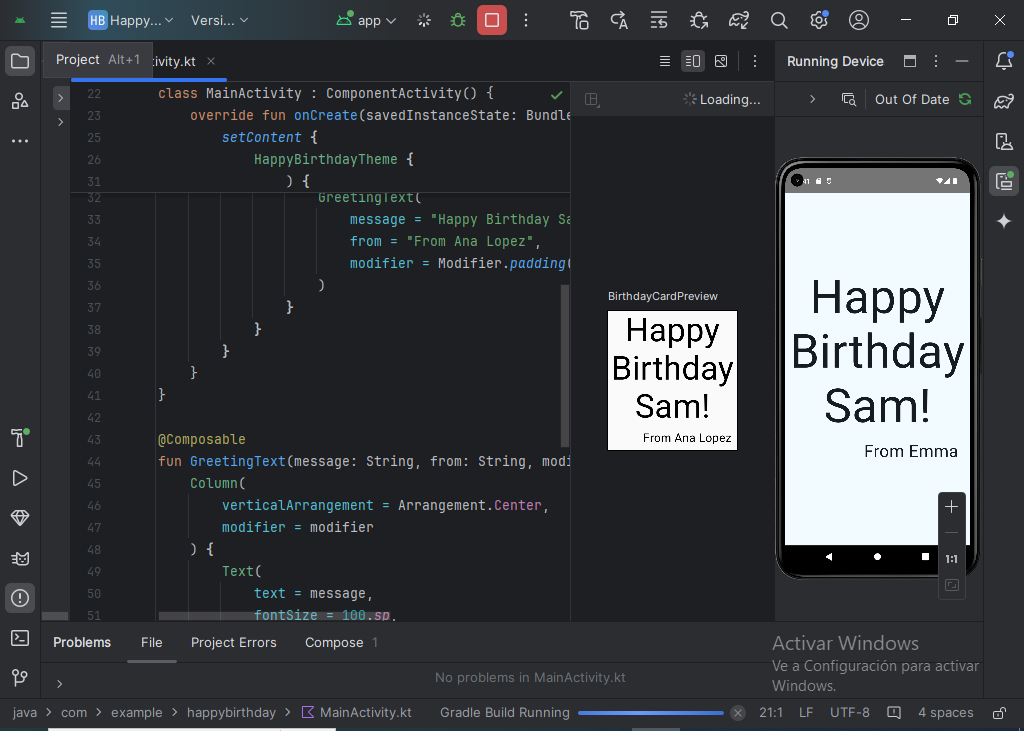 HB Happy... Versi... app
Project Alt+1
ivity.kt
Running Device
Loading...
Out Of Date
22 class MainActivity : ComponentActivity() {
23 override fun onCreate(savedInstanceState: Bundle
25 setContent {
26 HappyBirthdayTheme {
31 ) {
32 GreetingText(
33 message = "Happy Birthday Sa
34 from = "From Ana Lopez",
35 modifier = Modifier.padding(
36 )
37 }
38 }
39 }
40 }
41 }
42
43 @Composable
44 fun GreetingText(message: String, from: String, modi
45 Column(
46 verticalArrangement = Arrangement.Center,
47 modifier = modifier
48 ) {
49 Text(
50 text = message,
51 fontSize = 100.sp,
BirthdayCardPreview
Happy
Birthday
Sam!
From Ana Lopez
Happy
Birthday
Sam!
From Emma
1:1
Problems File Project Errors Compose 1
No problems in MainActivity.kt
Activar Windows
Ve a Configuración para activar
Windows.
java > com > example > happybirthday > MainActivity.kt Gradle Build Running 21:1 LF UTF-8 4 spaces